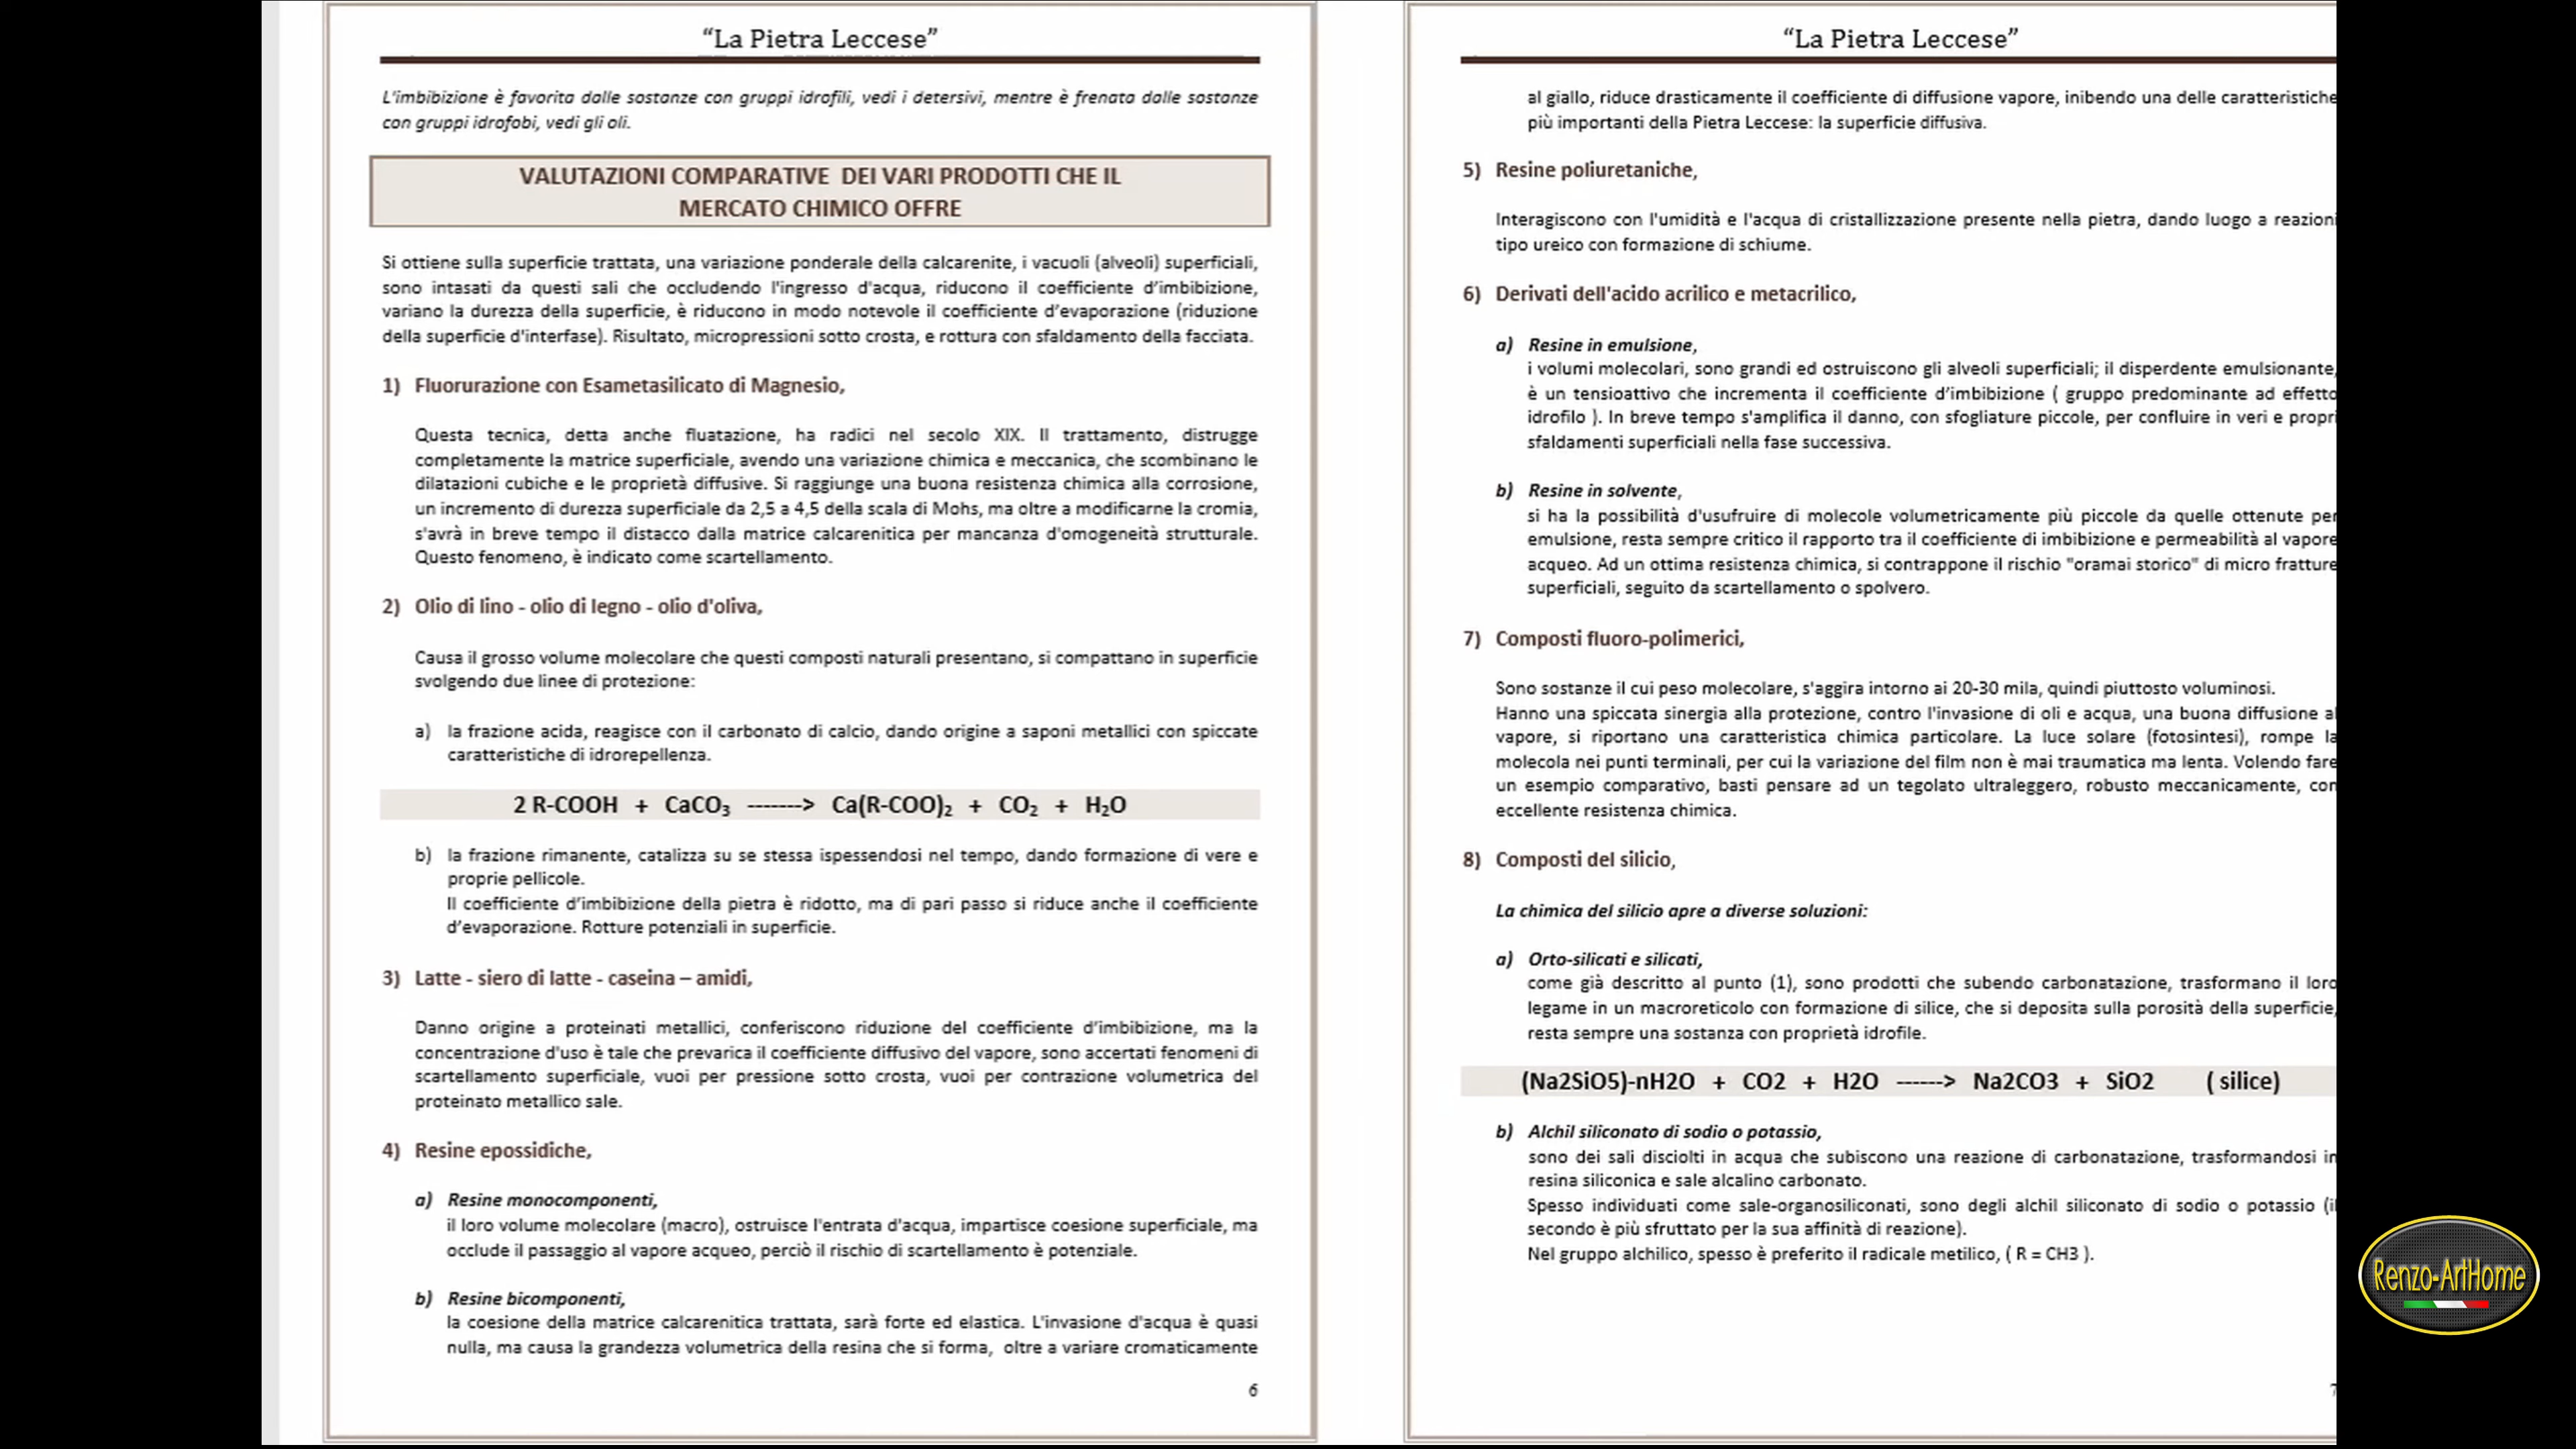 “La Pietra Leccese”
L'imbibizione è favorita dalle sostanze con gruppi idrofili, vedi i detersivi, mentre è frenata dalle sostanze
con gruppi idrofobi, vedi gli oli.
VALUTAZIONI COMPARATIVE DEI VARI PRODOTTI CHE IL
MERCATO CHIMICO OFFRE
Si ottiene sulla superficie trattata, una variazione ponderale della calcarenite, i vacuoli (alveoli) superficiali,
sono intasati da questi sali che occludendo l'ingresso d'acqua, riducono il coefficiente d’imbibizione,
variano la durezza della superficie, è riducono in modo notevole il coefficiente d’evaporazione (riduzione
della superficie d'interfase). Risultato, micropressioni sotto crosta, e rottura con sfaldamento della facciata.
1) Fluorurazione con Esametasilicato di Magnesio,
Questa tecnica, detta anche fluatazione, ha radici nel secolo XIX. Il trattamento, distrugge
completamente la matrice superficiale, avendo una variazione chimica e meccanica, che scombinano le
dilatazioni cubiche e le proprietà diffusive. Si raggiunge una buona resistenza chimica alla corrosione,
un incremento di durezza superficiale da 2,5 a 4,5 della scala di Mohs, ma oltre a modificarne la cromia,
s'avrà in breve tempo il distacco dalla matrice calcarenitica per mancanza d'omogeneità strutturale.
Questo fenomeno, è indicato come scartellamento.
2) Olio di lino - olio di legno - olio d'oliva,
Causa il grosso volume molecolare che questi composti naturali presentano, si compattano in superficie
svolgendo due linee di protezione:
a) la frazione acida, reagisce con il carbonato di calcio, dando origine a saponi metallici con spiccate
caratteristiche di idrorepellenza.
2 R-COOH + CaCO₃ -------> Ca(R-COO)₂ + CO₂ + H₂O
b) la frazione rimanente, catalizza su se stessa ispessendosi nel tempo, dando formazione di vere e
proprie pellicole.
Il coefficiente d’imbibizione della pietra è ridotto, ma di pari passo si riduce anche il coefficiente
d’evaporazione. Rotture potenziali in superficie.
3) Latte - siero di latte - caseina – amidi,
Danno origine a proteinati metallici, conferiscono riduzione del coefficiente d’imbibizione, ma la
concentrazione d'uso è tale che prevarica il coefficiente diffusivo del vapore, sono accertati fenomeni di
scartellamento superficiale, vuoi per pressione sotto crosta, vuoi per contrazione volumetrica del
proteinato metallico sale.
4) Resine epossidiche,
a) Resine monocomponenti,
il loro volume molecolare (macro), ostruisce l'entrata d'acqua, impartisce coesione superficiale, ma
occlude il passaggio al vapore acqueo, perciò il rischio di scartellamento è potenziale.
b) Resine bicomponenti,
la coesione della matrice calcarenitica trattata, sarà forte ed elastica. L'invasione d'acqua è quasi
nulla, ma causa la grandezza volumetrica della resina che si forma, oltre a variare cromaticamente
6
“La Pietra Leccese”
al giallo, riduce drasticamente il coefficiente di diffusione vapore, inibendo una delle caratteristiche
più importanti della Pietra Leccese: la superficie diffusiva.
5) Resine poliuretaniche,
Interagiscono con l'umidità e l'acqua di cristallizzazione presente nella pietra, dando luogo a reazioni
tipo ureico con formazione di schiume.
6) Derivati dell'acido acrilico e metacrilico,
a) Resine in emulsione,
i volumi molecolari, sono grandi ed ostruiscono gli alveoli superficiali; il disperdente emulsionante,
è un tensioattivo che incrementa il coefficiente d’imbibizione ( gruppo predominante ad effetto
idrofilo ). In breve tempo s'amplifica il danno, con sfogliature piccole, per confluire in veri e propri
sfaldamenti superficiali nella fase successiva.
b) Resine in solvente,
si ha la possibilità d'usufruire di molecole volumetricamente più piccole da quelle ottenute per
emulsione, resta sempre critico il rapporto tra il coefficiente di imbibizione e permeabilità al vapore
acqueo. Ad un ottima resistenza chimica, si contrappone il rischio "oramai storico" di micro fratture
superficiali, seguito da scartellamento o spolvero.
7) Composti fluoro-polimerici,
Sono sostanze il cui peso molecolare, s'aggira intorno ai 20-30 mila, quindi piuttosto voluminosi.
Hanno una spiccata sinergia alla protezione, contro l'invasione di oli e acqua, una buona diffusione al
vapore, si riportano una caratteristica chimica particolare. La luce solare (fotosintesi), rompe la
molecola nei punti terminali, per cui la variazione del film non è mai traumatica ma lenta. Volendo fare
un esempio comparativo, basti pensare ad un tegolato ultraleggero, robusto meccanicamente, con
eccellente resistenza chimica.
8) Composti del silicio,
La chimica del silicio apre a diverse soluzioni:
a) Orto-silicati e silicati,
come già descritto al punto (1), sono prodotti che subendo carbonatazione, trasformano il loro
legame in un macroreticolo con formazione di silice, che si deposita sulla porosità della superficie,
resta sempre una sostanza con proprietà idrofile.
(Na2SiO5)-nH2O + CO2 + H2O ------> Na2CO3 + SiO2 ( silice)
b) Alchil siliconato di sodio o potassio,
sono dei sali disciolti in acqua che subiscono una reazione di carbonatazione, trasformandosi in
resina siliconica e sale alcalino carbonato.
Spesso individuati come sale-organosiliconati, sono degli alchil siliconato di sodio o potassio (il
secondo è più sfruttato per la sua affinità di reazione).
Nel gruppo alchilico, spesso è preferito il radicale metilico, ( R = CH3 ).
7
Renzo-ArtHome